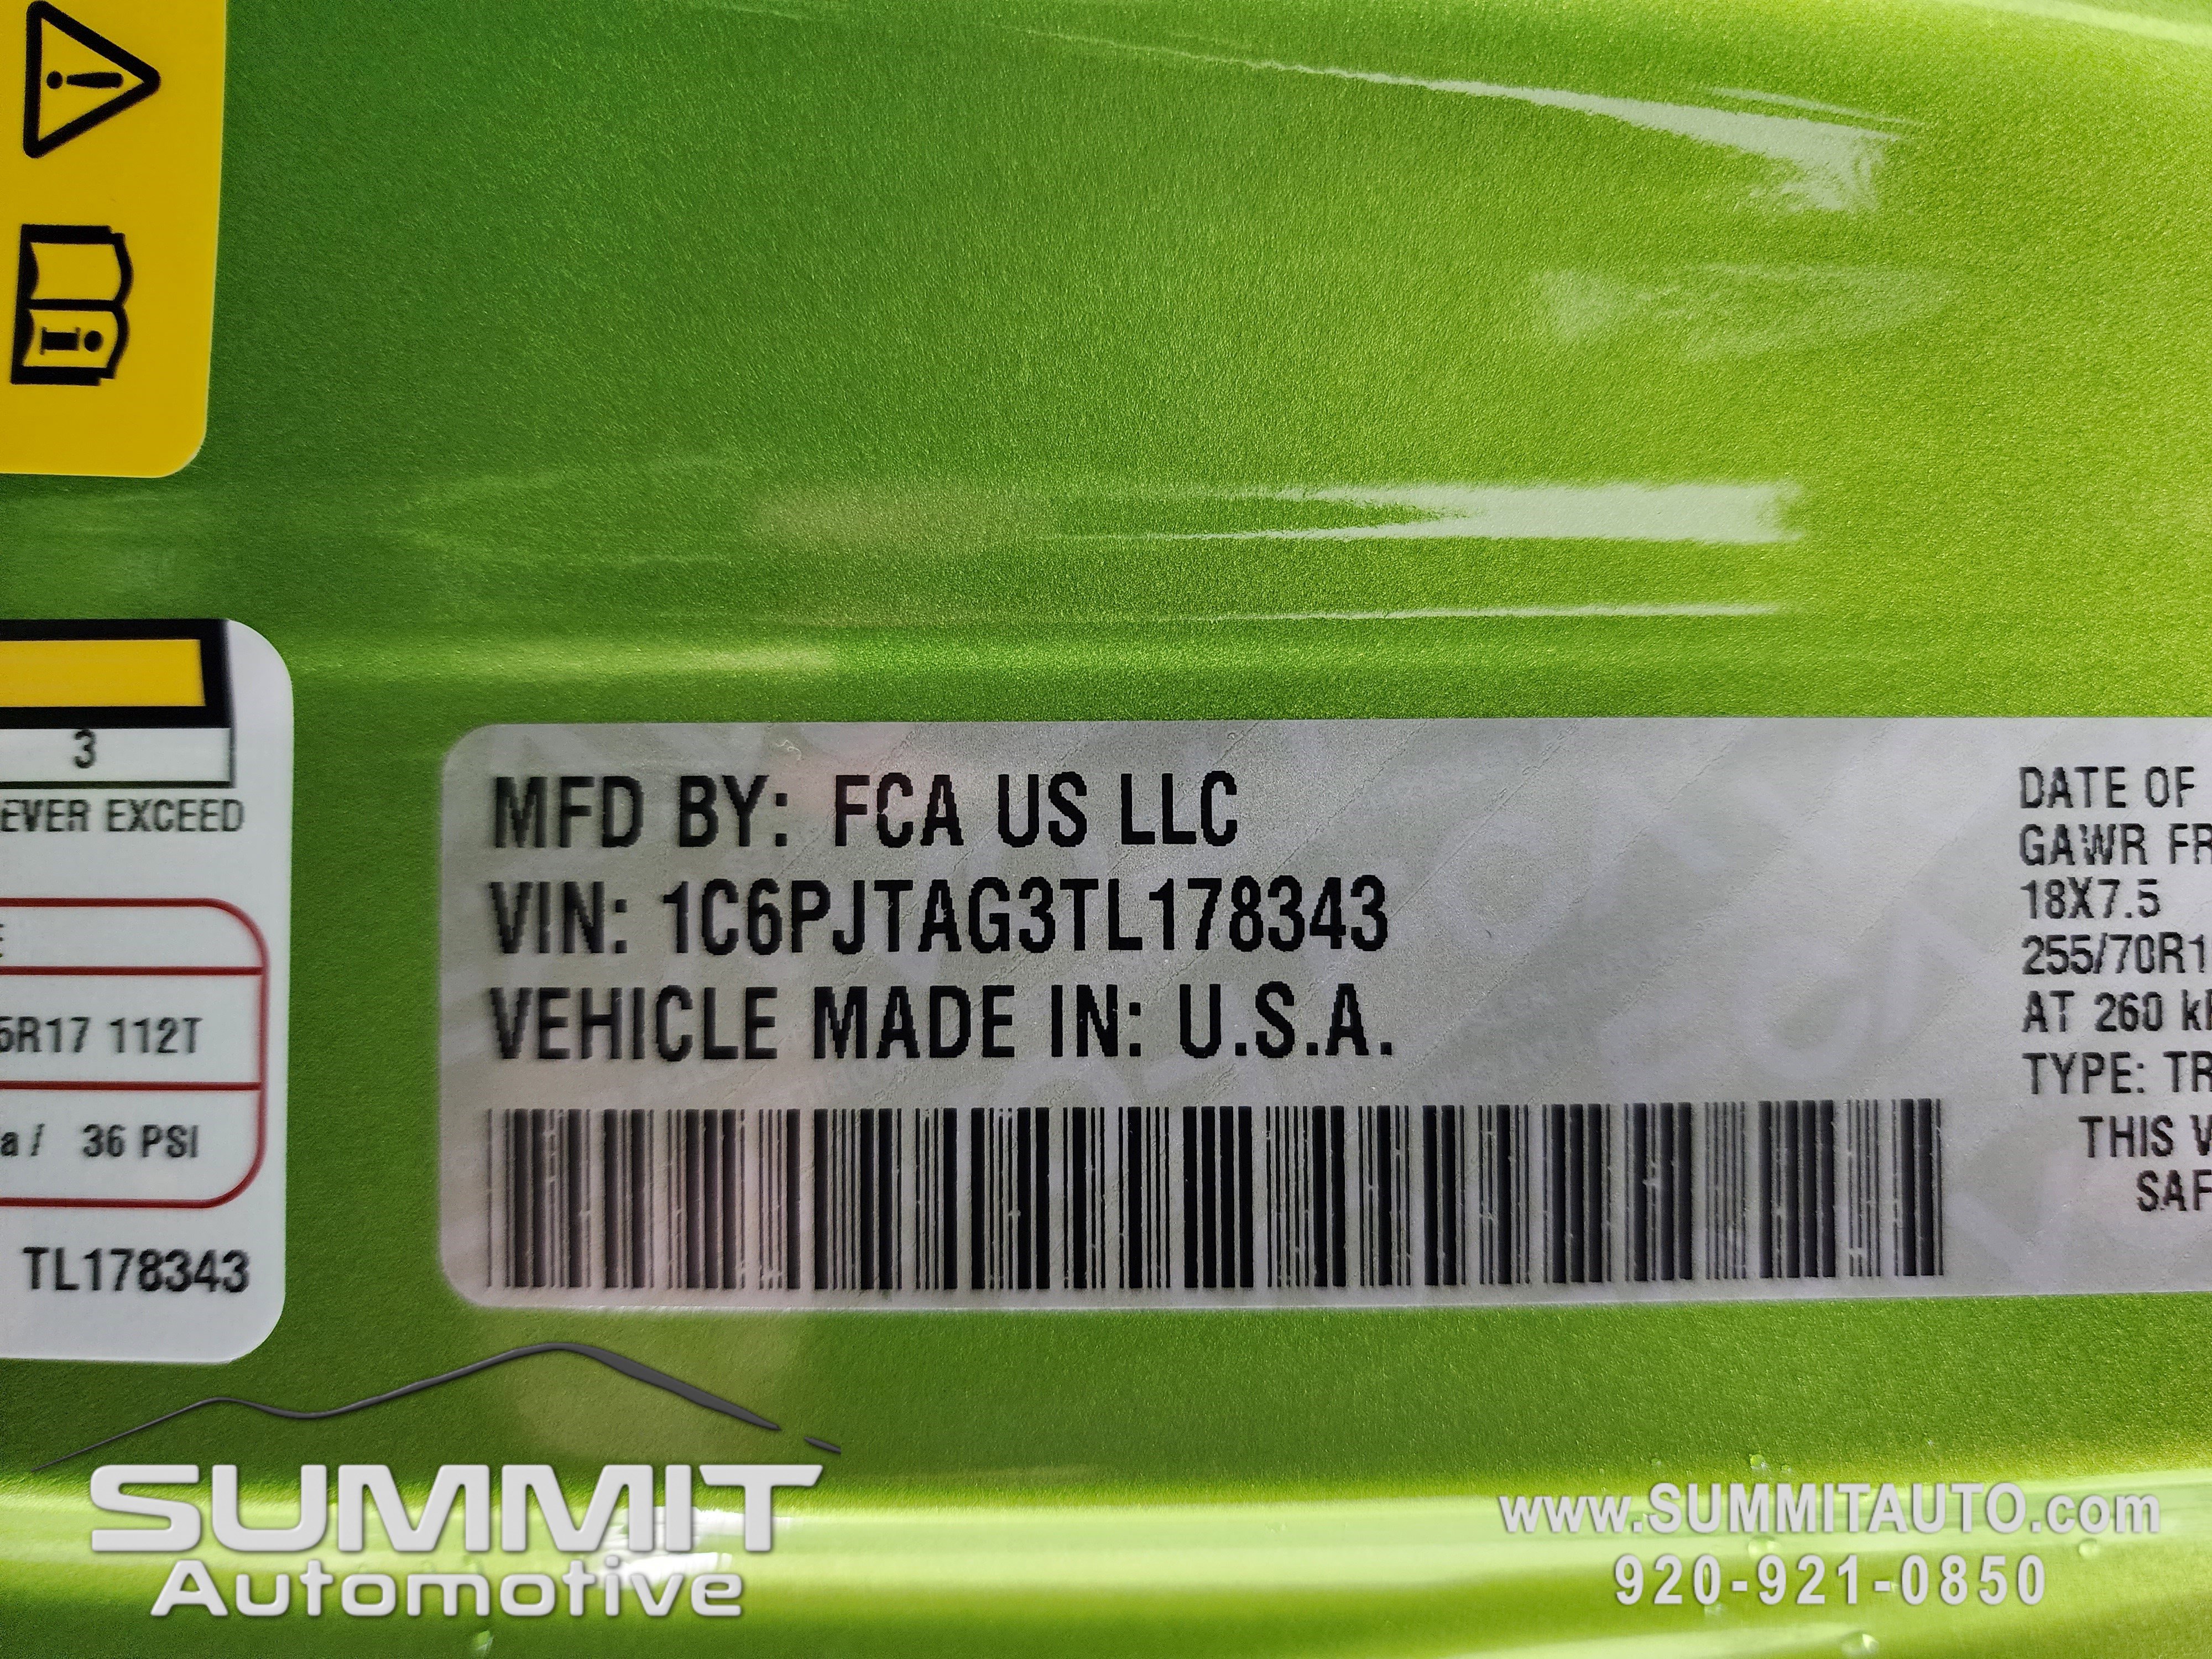 3
EVER EXCEED
5R17 112T
a / 36 PSI
TL178343
MFD BY: FCA US LLC
VIN: 1C6PJTAG3TL178343
VEHICLE MADE IN: U.S.A.
DATE OF
GAWR FR
18X7.5
255/70R1
AT 260 k
TYPE: TR
THIS V
SAF
SUMMIT
Automotive
www.SUMMITAUTO.com
920-921-0850